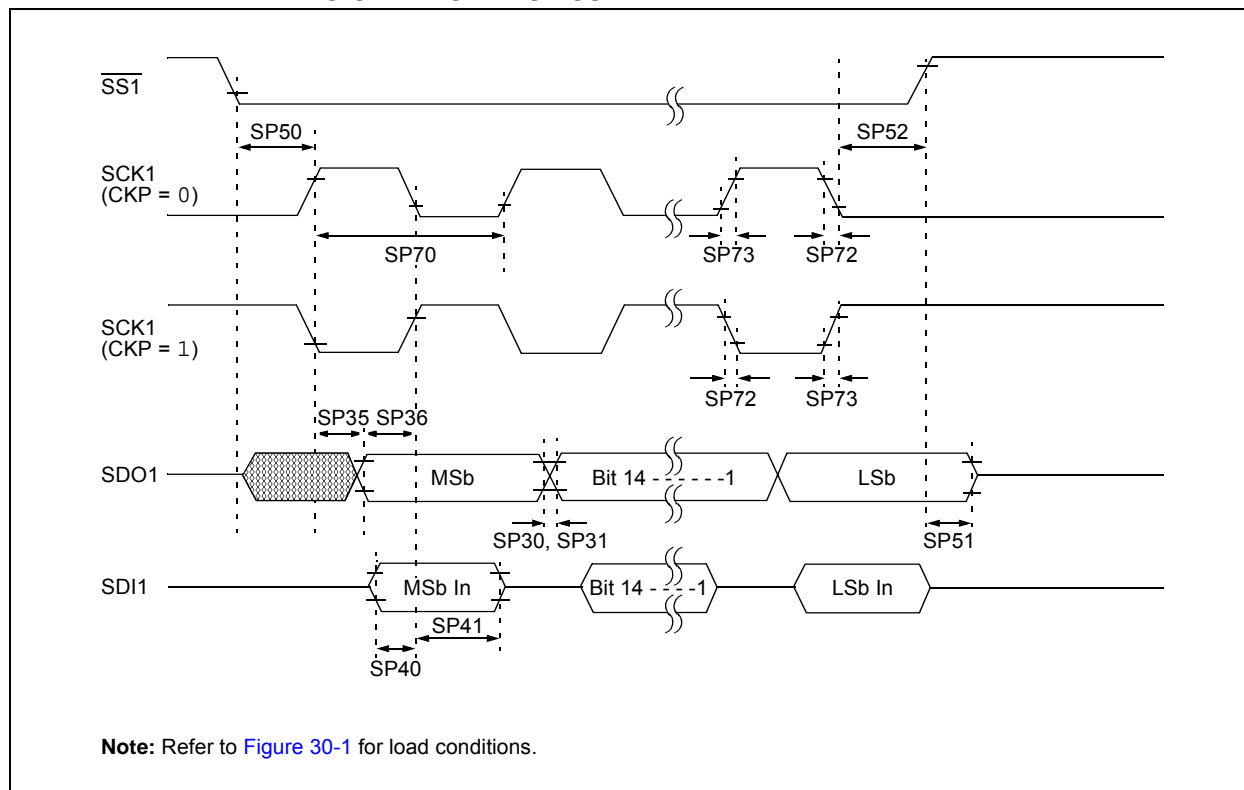 SS1
SP50
SP52
SCK1
(CKP = 0)
SP70
SP73
SP72
SCK1
(CKP = 1)
SP72
SP73
SP35
SP36
SDO1
MSb
Bit 14 - - - - - -1
LSb
SP30, SP31
SP51
SDI1
MSb In
Bit 14 - - - -1
LSb In
SP41
SP40
Note: Refer to Figure 30-1 for load conditions.